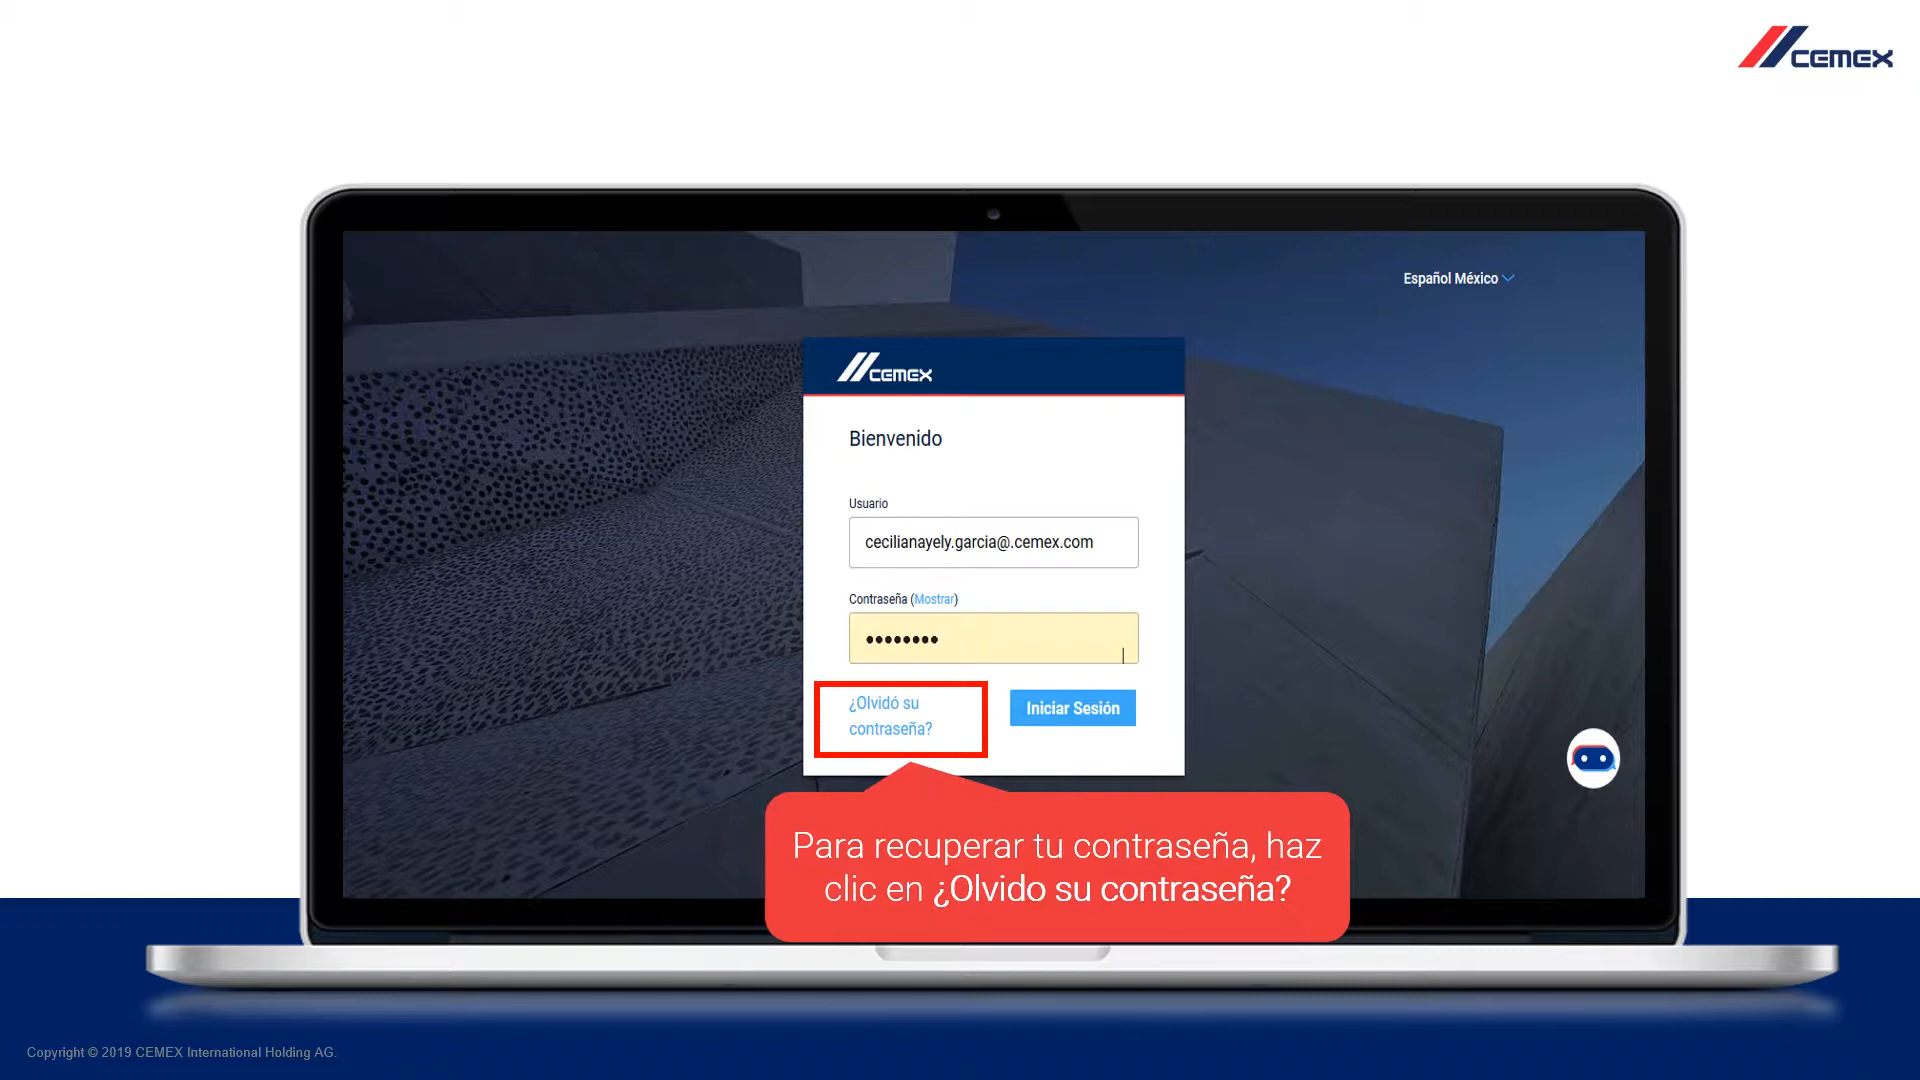 CEMEX
Español México
CEMEX
Bienvenido
Usuario
cecilianayely.garcia@.cemex.com
Contraseña (Mostrar)
¿Olvidó su
contraseña?
Iniciar Sesión
Para recuperar tu contraseña, haz
clic en ¿Olvido su contraseña?
Copyright © 2019 CEMEX International Holding AG.